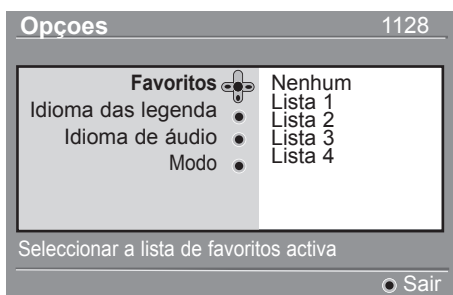 Opçoes 1128
Favoritos Nenhum
Idioma das legenda Lista 1
Idioma de áudio Lista 2
Modo Lista 3
Lista 4
Seleccionar a lista de favoritos activa
Sair